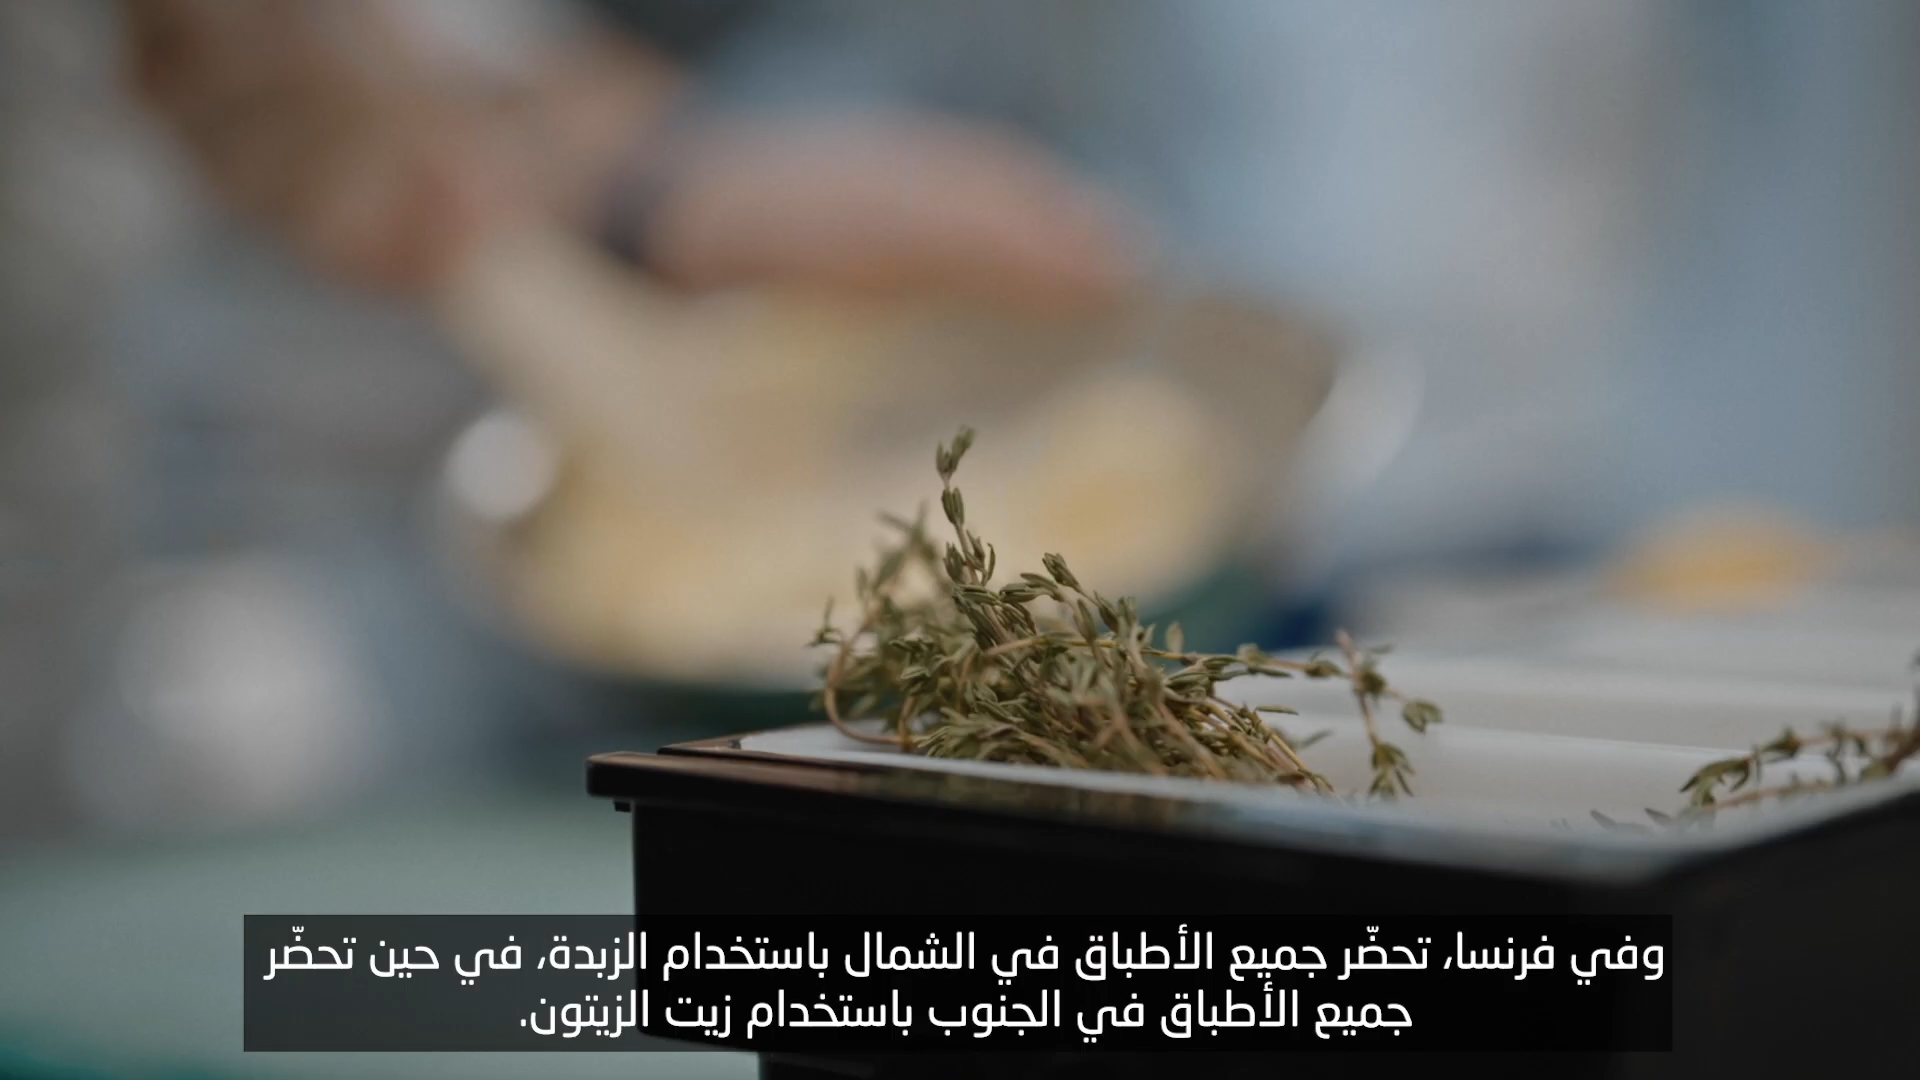 وفي فرنسا، تحضّر جميع الأطباق في الشمال باستخدام الزبدة، في حين تحضّر
جميع الأطباق في الجنوب باستخدام زيت الزيتون.